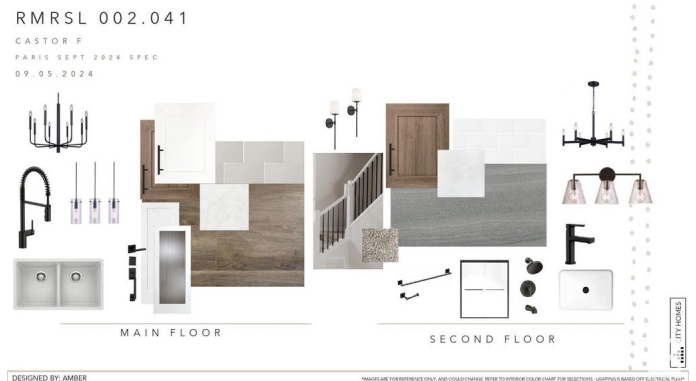 RMRSL 002.041
CASTOR F
PARIS SEPT 2024 SPEC
09.05.2024
MAIN FLOOR
SECOND FLOOR
CITY HOMES
DESIGNED BY: AMBER
*IMAGES ARE FOR REFERENCE ONLY, AND COULD CHANGE. REFER TO INTERIOR COLOR CHART FOR SELECTIONS - LIGHTING IS BASED OFF ELECTRICAL PLAN*